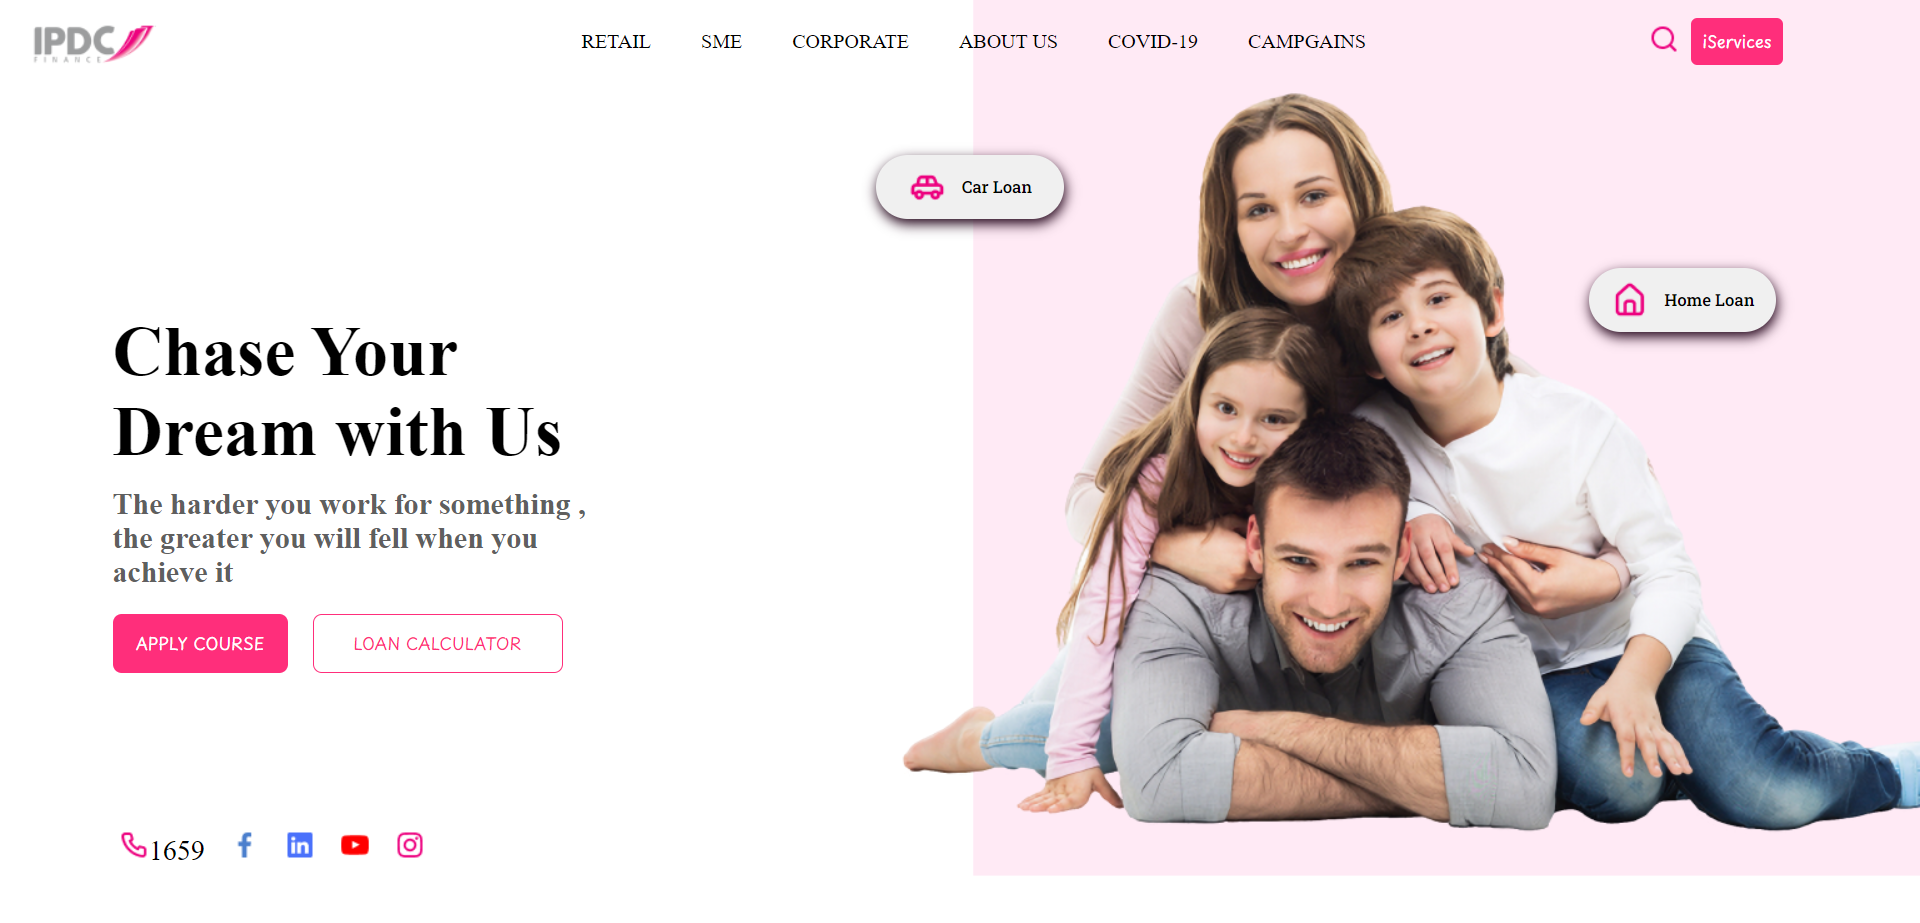 IPDC
FINANCE
RETAIL SME CORPORATE ABOUT US COVID-19 CAMPGAINS
iServices
Car Loan
Home Loan
Chase Your
Dream with Us
The harder you work for something ,
the greater you will fell when you
achieve it
APPLY COURSE
LOAN CALCULATOR
1659